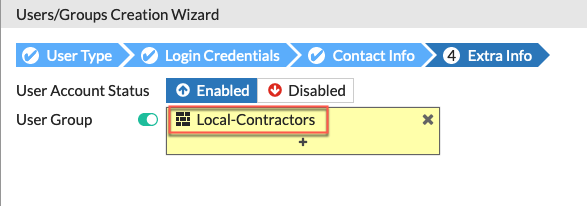 Users/Groups Creation Wizard
User Type Login Credentials Contact Info 4 Extra Info
User Account Status Enabled Disabled
User Group Local-Contractors
+